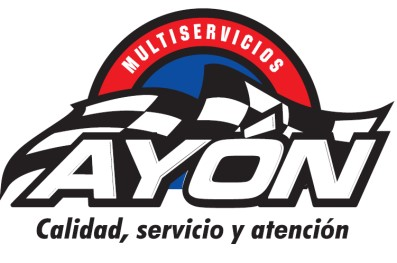 MULTISERVICIOS
AYÓN
Calidad, servicio y atención